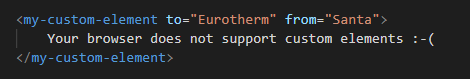 <my-custom-element to="Eurotherm" from="Santa">
Your browser does not support custom elements :-(
</my-custom-element>